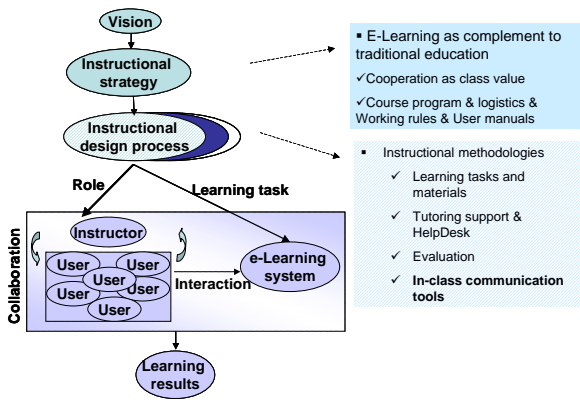 Vision
Instructional
strategy
Instructional
design process
Role
Learning task
Collaboration
Instructor
User
User
User
User
User
User
Interaction
e-Learning
system
Learning
results
▪ E-Learning as complement to
traditional education
✓Cooperation as class value
✓Course program & logistics &
Working rules & User manuals
▪ Instructional methodologies
✓ Learning tasks and
materials
✓ Tutoring support &
HelpDesk
✓ Evaluation
✓ In-class communication
tools